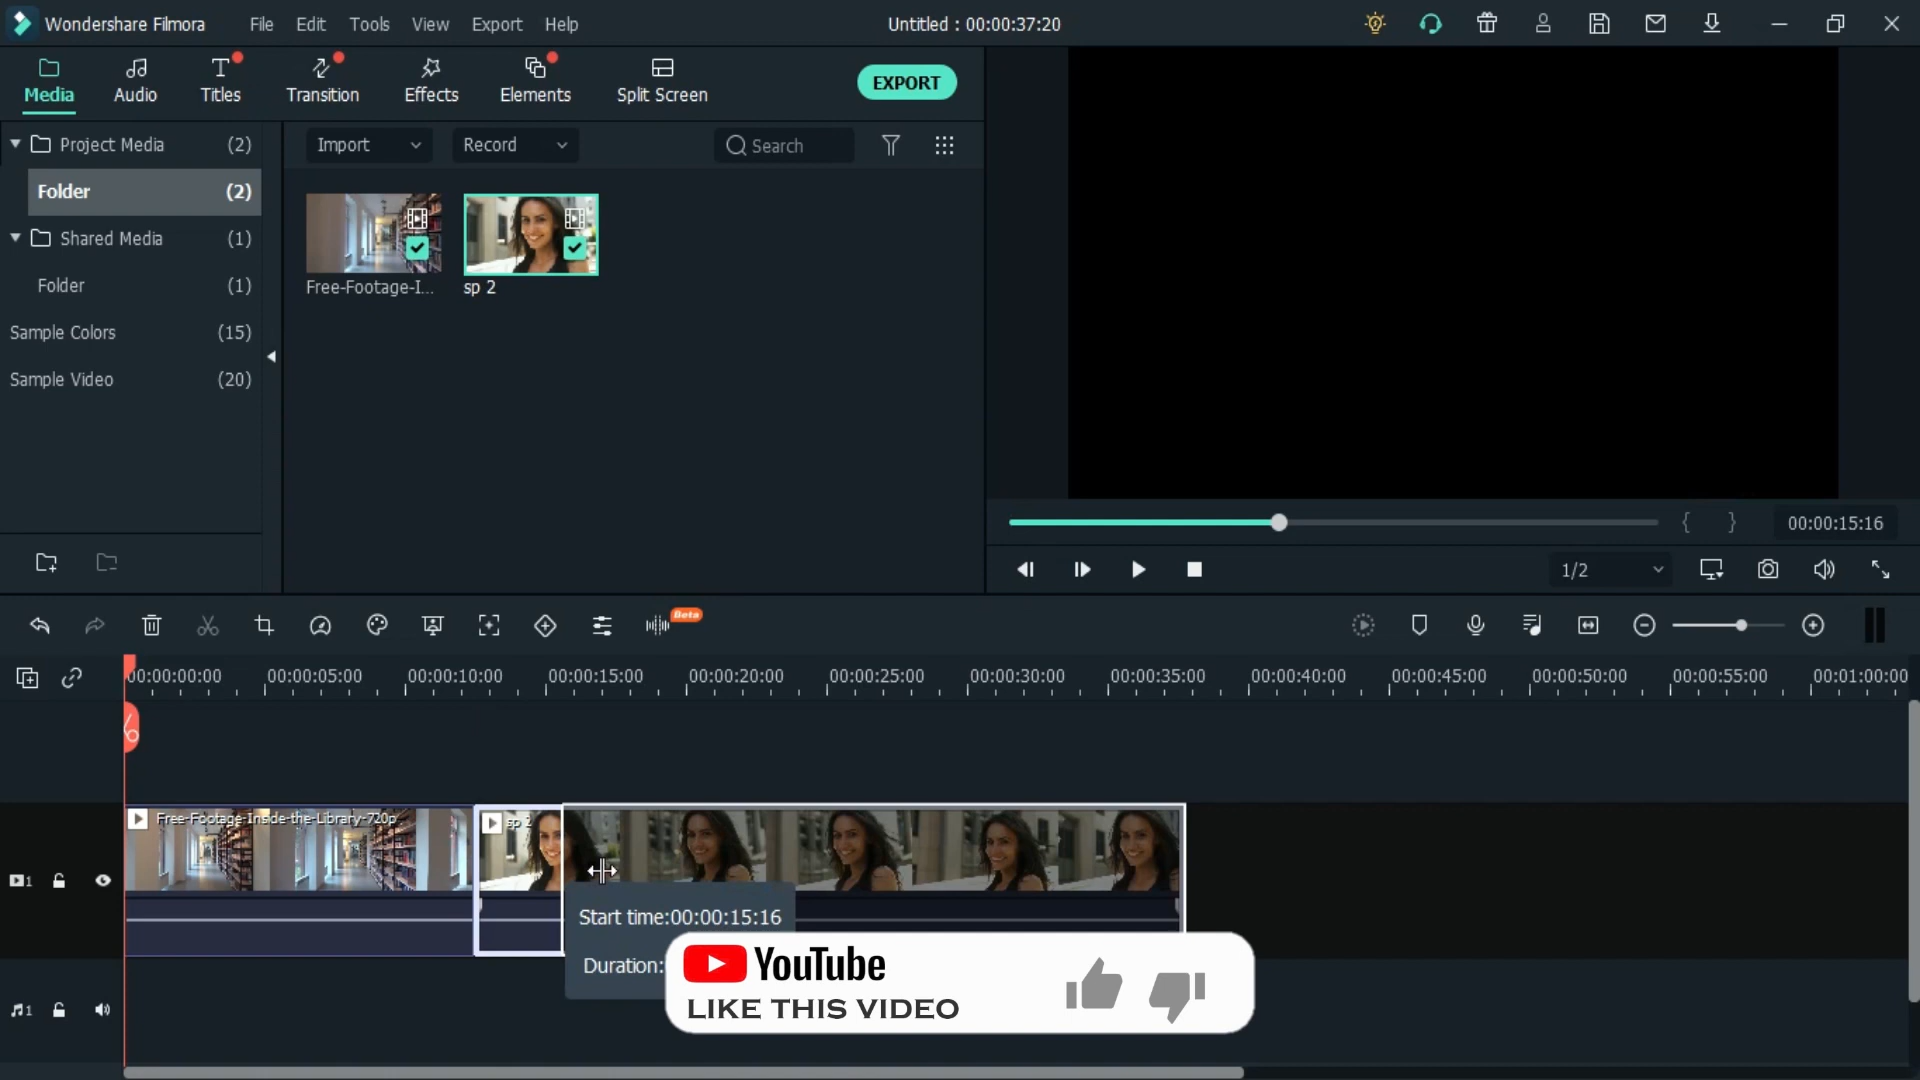 Wondershare Filmora
File
Edit
Tools
View
Export
Help
Untitled : 00:00:37:20
Media
Audio
Titles
Transition
Effects
Elements
Split Screen
EXPORT
Project Media (2)
Folder (2)
Shared Media (1)
Folder (1)
Sample Colors (15)
Sample Video (20)
Import
Record
Search
Free-Footage-I...
sp 2
00:00:15:16
1/2
Beta
00:00:00:00
00:00:05:00
00:00:10:00
00:00:15:00
00:00:20:00
00:00:25:00
00:00:30:00
00:00:35:00
00:00:40:00
00:00:45:00
00:00:50:00
00:00:55:00
00:01:00:00
Free-Footage-Inside-the-Library-720p
sp 2
1
Start time:00:00:15:16
Duration:
YouTube
LIKE THIS VIDEO
1